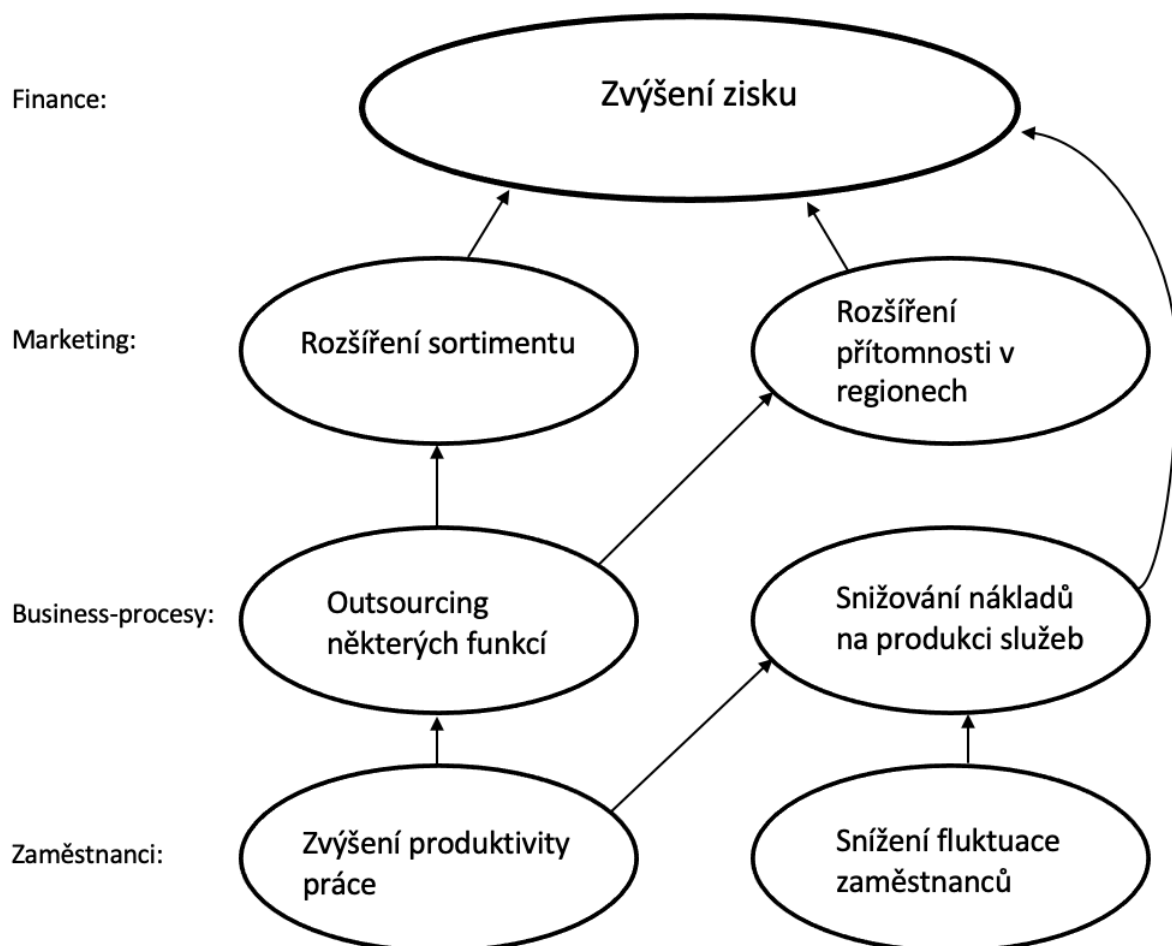 Finance:
Zvýšení zisku
Marketing:
Rozšíření sortimentu
Rozšíření
přítomnosti v
regionech
Business-procesy:
Outsourcing
některých funkcí
Snižování nákladů
na produkci služeb
Zaměstnanci:
Zvýšení produktivity
práce
Snížení fluktuace
zaměstnanců